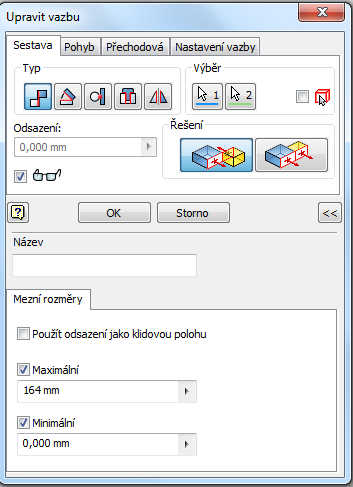 Upravit vazbu
Sestava Pohyb Přechodová Nastavení vazby
Typ Výběr
1 2
Odsazení: Řešení
0,000 mm
? OK Storno <<
Název
Mezní rozměry
Použít odsazení jako klidovou polohu
Maximální
164 mm
Minimální
0,000 mm